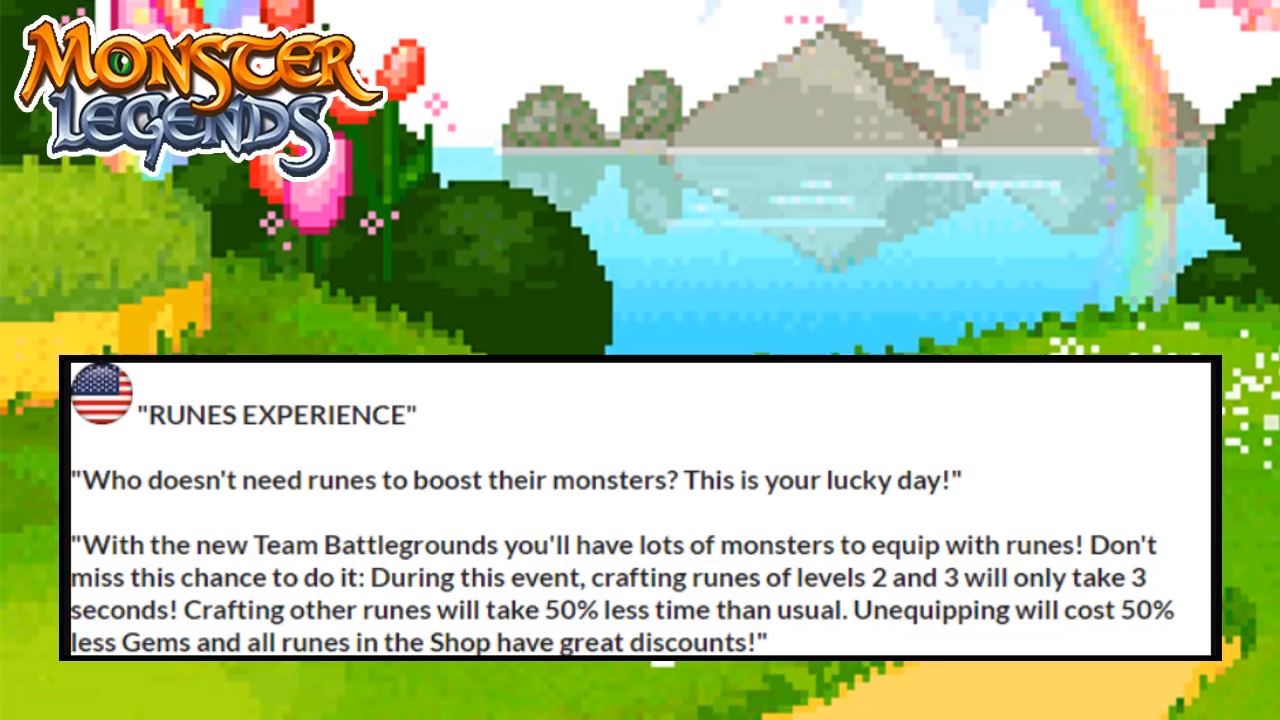 MONSTER
LEGENDS
"RUNES EXPERIENCE"
"Who doesn't need runes to boost their monsters? This is your lucky day!"
"With the new Team Battlegrounds you'll have lots of monsters to equip with runes! Don't
miss this chance to do it: During this event, crafting runes of levels 2 and 3 will only take 3
seconds! Crafting other runes will take 50% less time than usual. Unequipping will cost 50%
less Gems and all runes in the Shop have great discounts!"